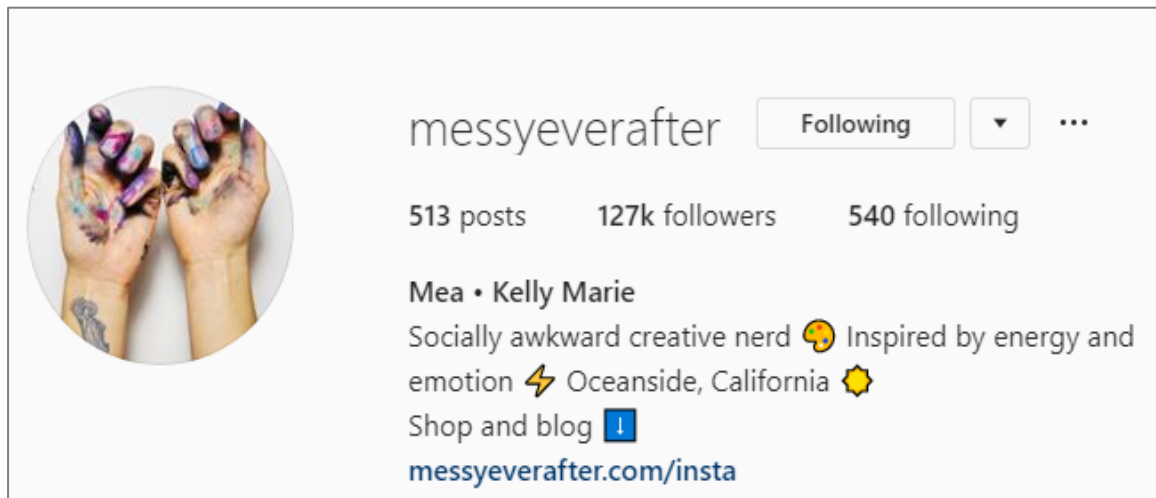 messyeverafter Following ▼ •••
513 posts 127k followers 540 following
Mea • Kelly Marie
Socially awkward creative nerd 🎨 Inspired by energy and
emotion ⚡ Oceanside, California ☀
Shop and blog ⬇
messyeverafter.com/insta